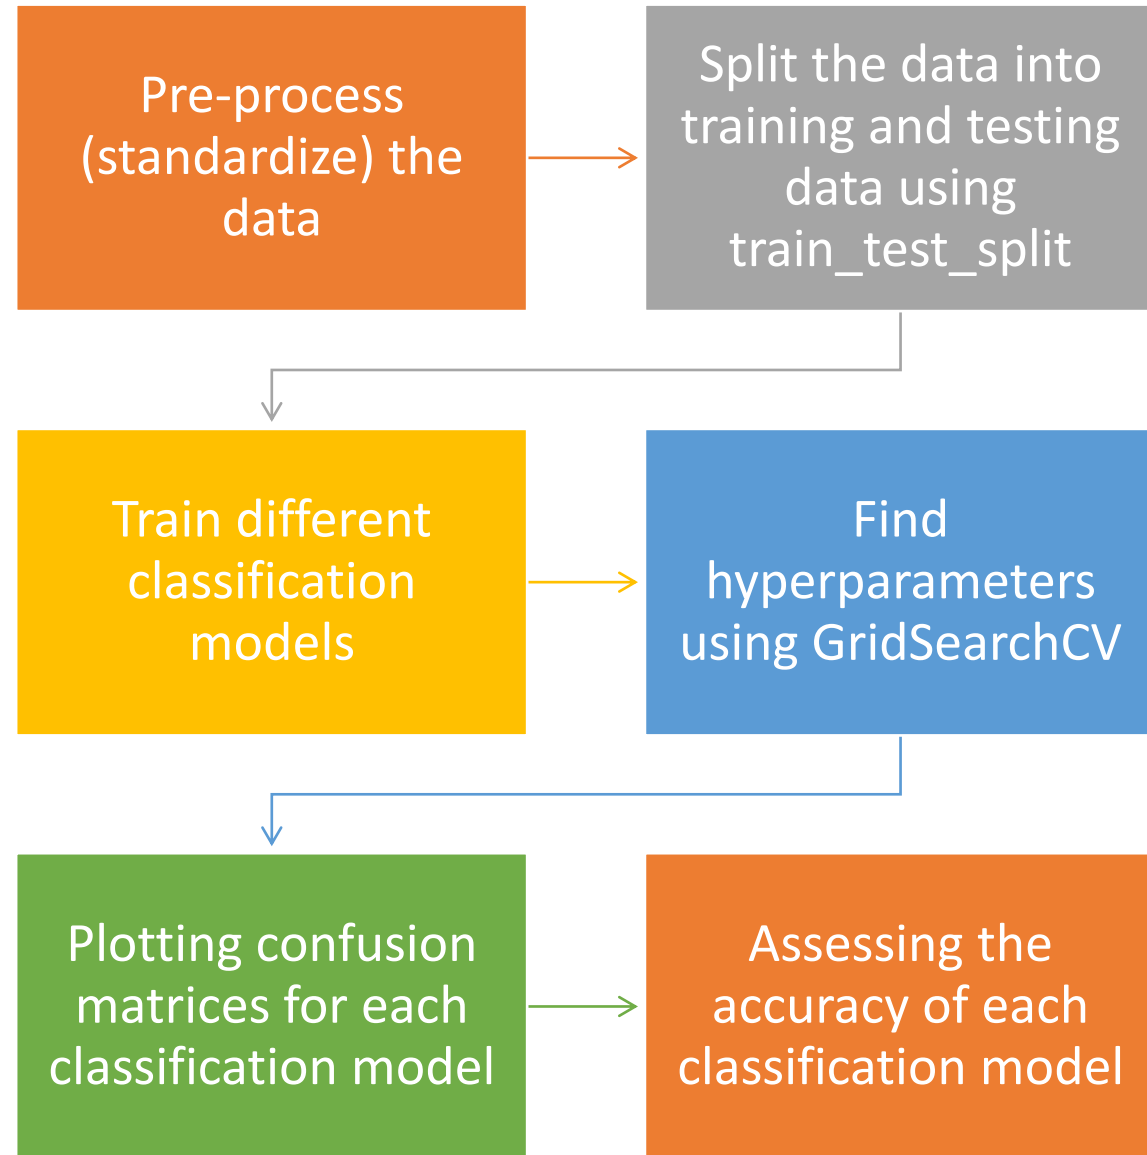 Pre-process
(standardize) the
data
Split the data into
training and testing
data using
train_test_split
Train different
classification
models
Find
hyperparameters
using GridSearchCV
Plotting confusion
matrices for each
classification model
Assessing the
accuracy of each
classification model